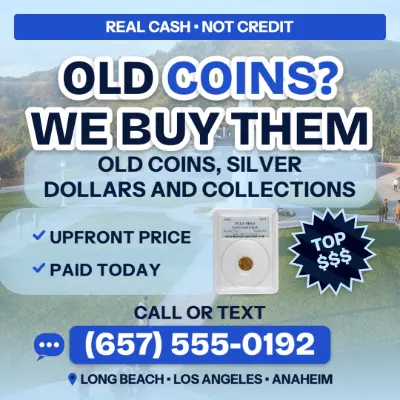 REAL CASH • NOT CREDIT
OLD COINS?
WE BUY THEM
OLD COINS, SILVER
DOLLARS AND COLLECTIONS
UPFRONT PRICE
PAID TODAY
TOP
$$$
CALL OR TEXT
(657) 555-0192
LONG BEACH • LOS ANGELES • ANAHEIM